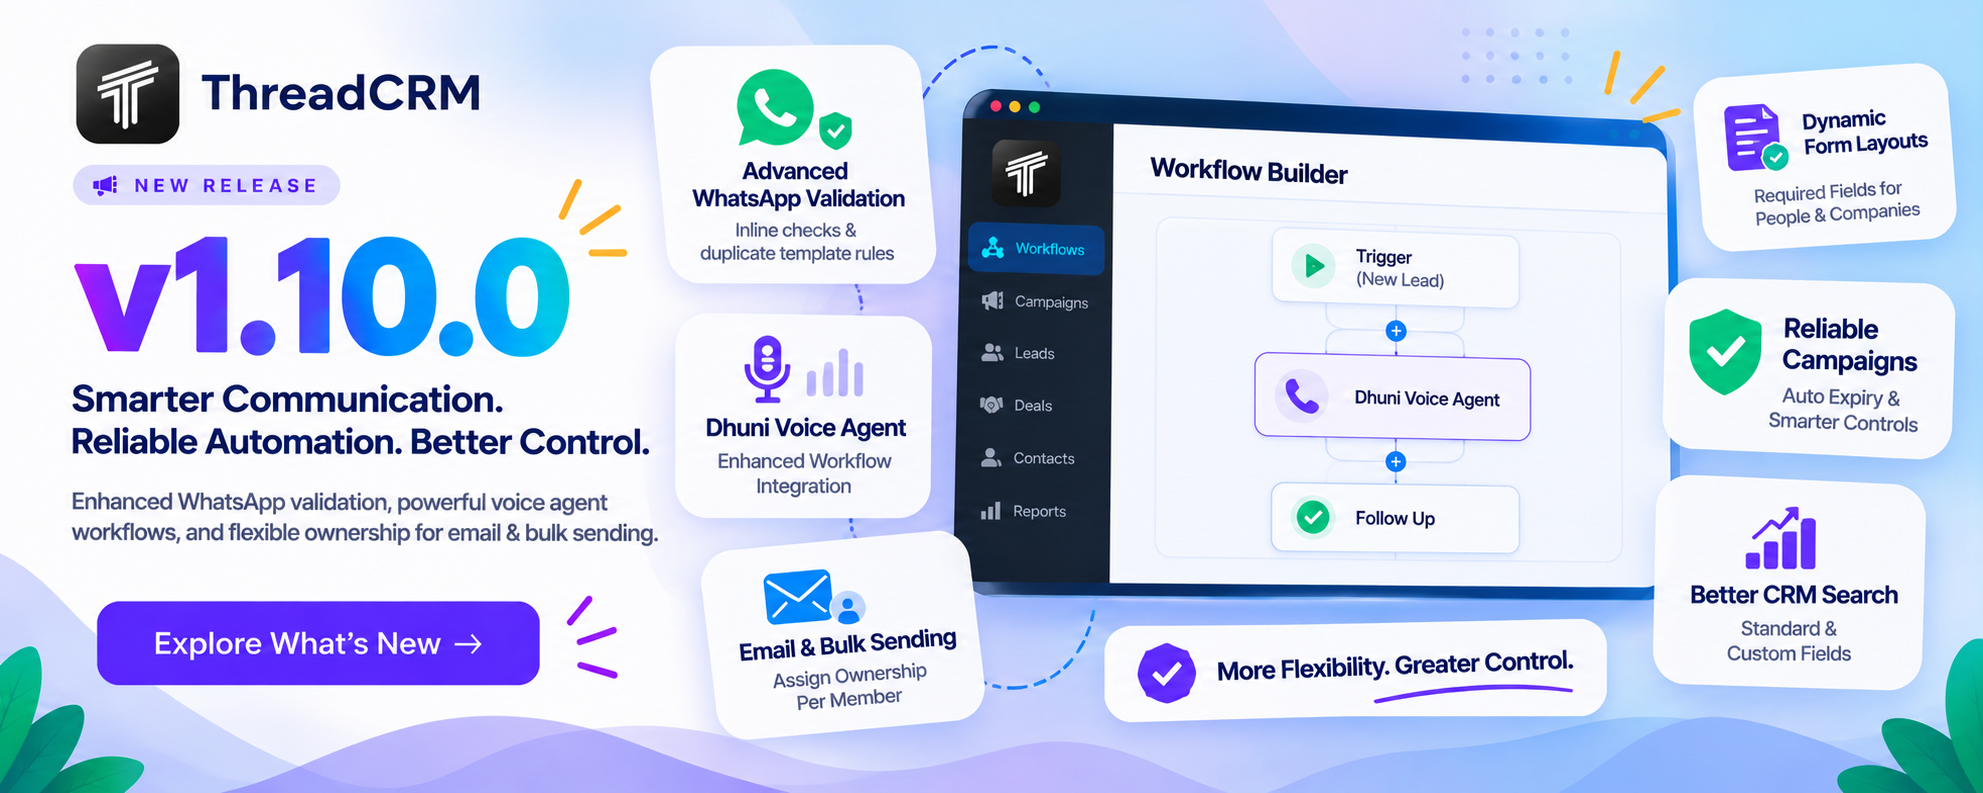 ThreadCRM
NEW RELEASE
v1.10.0
Smarter Communication.
Reliable Automation. Better Control.
Enhanced WhatsApp validation, powerful voice agent
workflows, and flexible ownership for email & bulk sending.
Explore What's New →
Advanced
WhatsApp Validation
Inline checks &
duplicate template rules
Dhuni Voice Agent
Enhanced Workflow
Integration
Email & Bulk Sending
Assign Ownership
Per Member
Workflows
Campaigns
Leads
Deals
Contacts
Reports
Workflow Builder
Trigger
(New Lead)
Dhuni Voice Agent
Follow Up
More Flexibility. Greater Control.
Dynamic
Form Layouts
Required Fields for
People & Companies
Reliable
Campaigns
Auto Expiry &
Smarter Controls
Better CRM Search
Standard &
Custom Fields